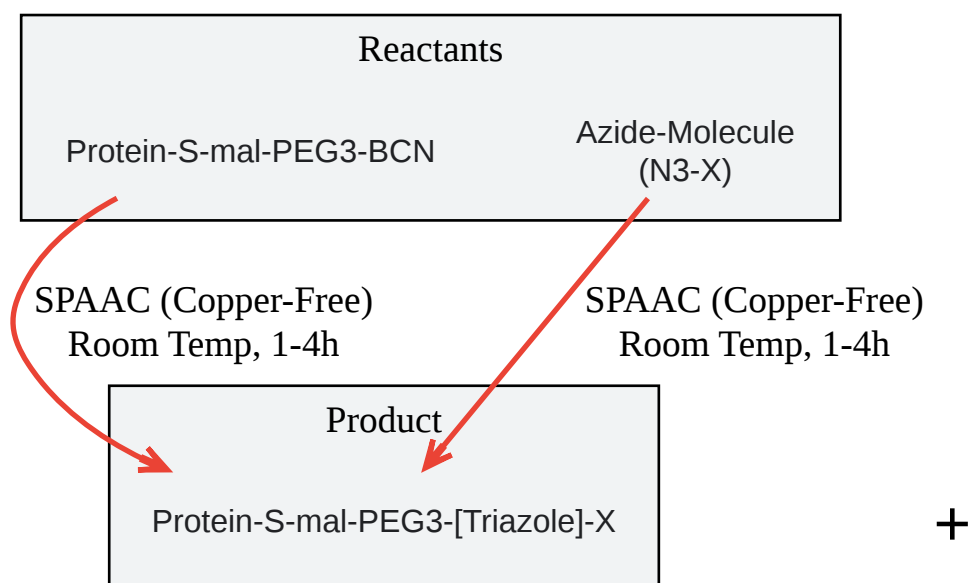 Reactants
Protein-S-mal-PEG3-BCN
Azide-Molecule
(N3-X)
SPAAC (Copper-Free)
Room Temp, 1-4h
SPAAC (Copper-Free)
Room Temp, 1-4h
Product
Protein-S-mal-PEG3-[Triazole]-X
+